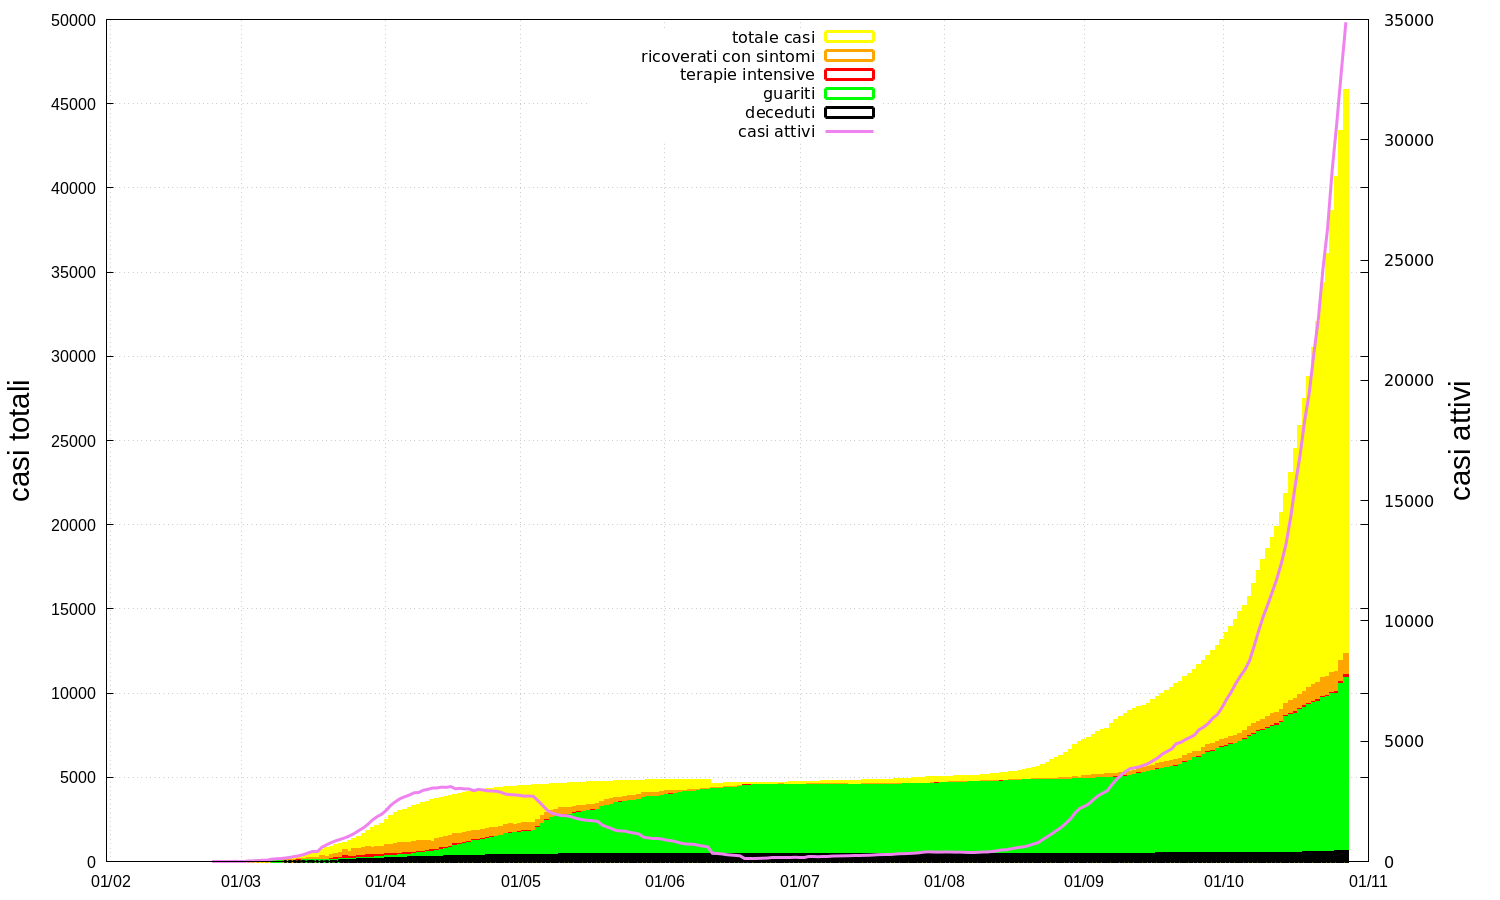 50000
45000
40000
35000
30000
25000
20000
15000
10000
5000
0
casi totali
totale casi
ricoverati con sintomi
terapie intensive
guariti
deceduti
casi attivi
35000
30000
25000
20000
15000
10000
5000
0
casi attivi
01/02 01/03 01/04 01/05 01/06 01/07 01/08 01/09 01/10 01/11